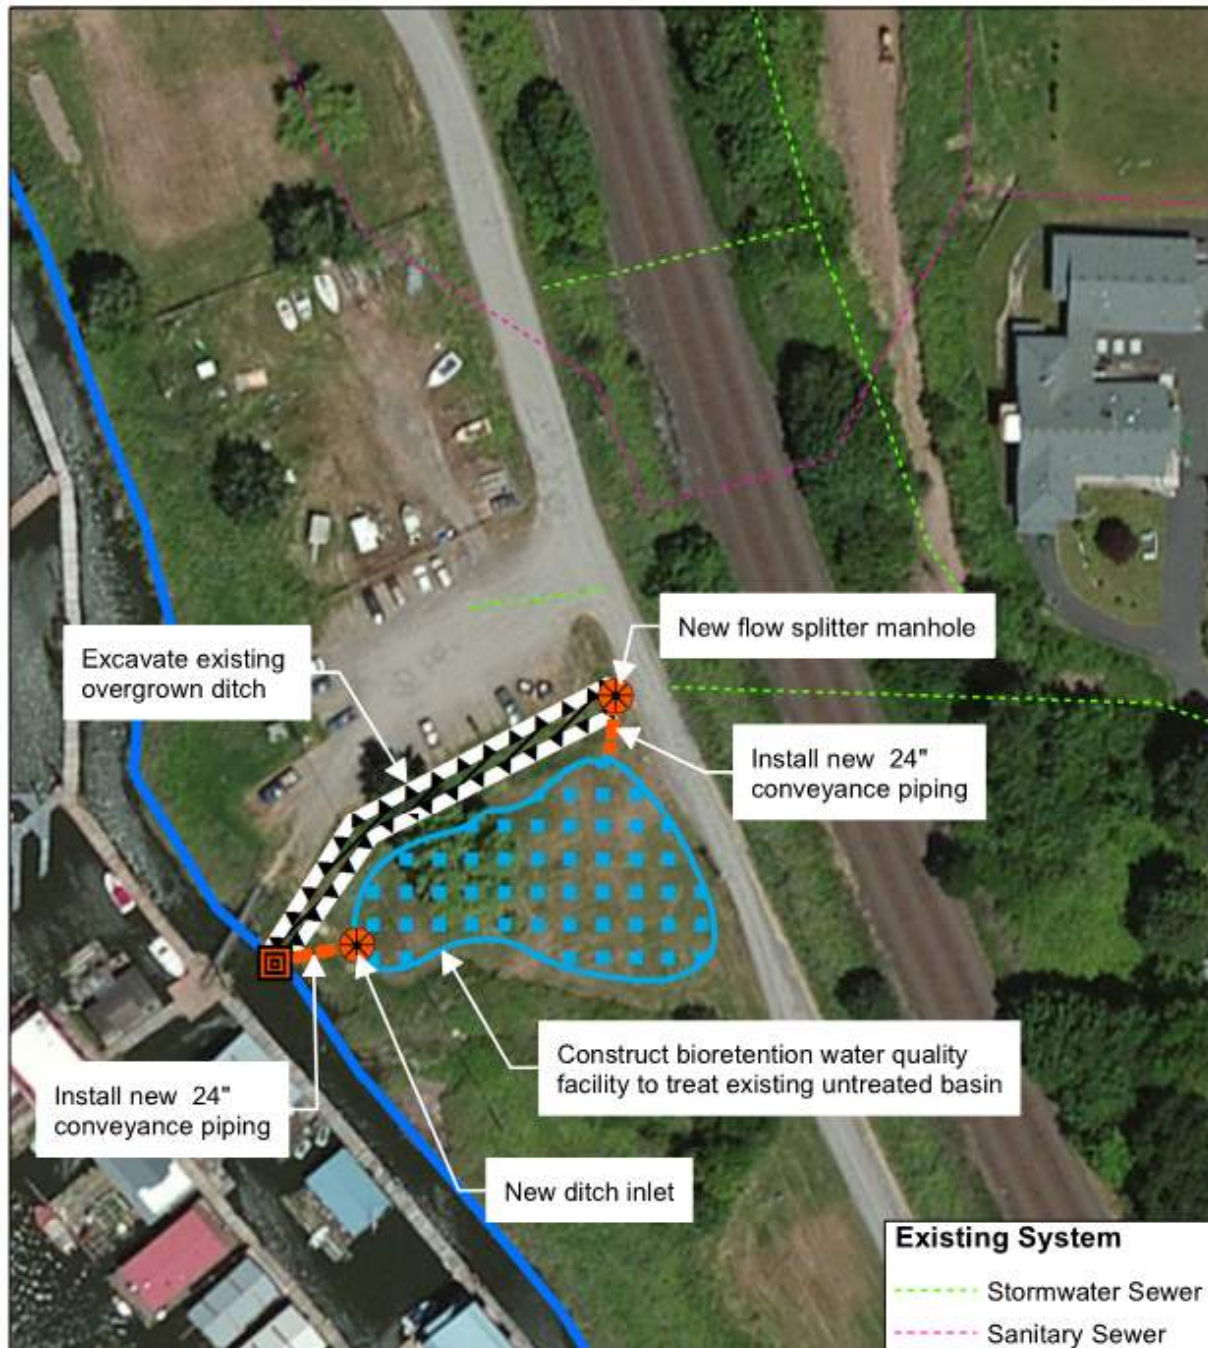 New flow splitter manhole
Excavate existing
overgrown ditch
Install new 24"
conveyance piping
Construct bioretention water quality
facility to treat existing untreated basin
Install new 24"
conveyance piping
New ditch inlet
Existing System
Stormwater Sewer
Sanitary Sewer